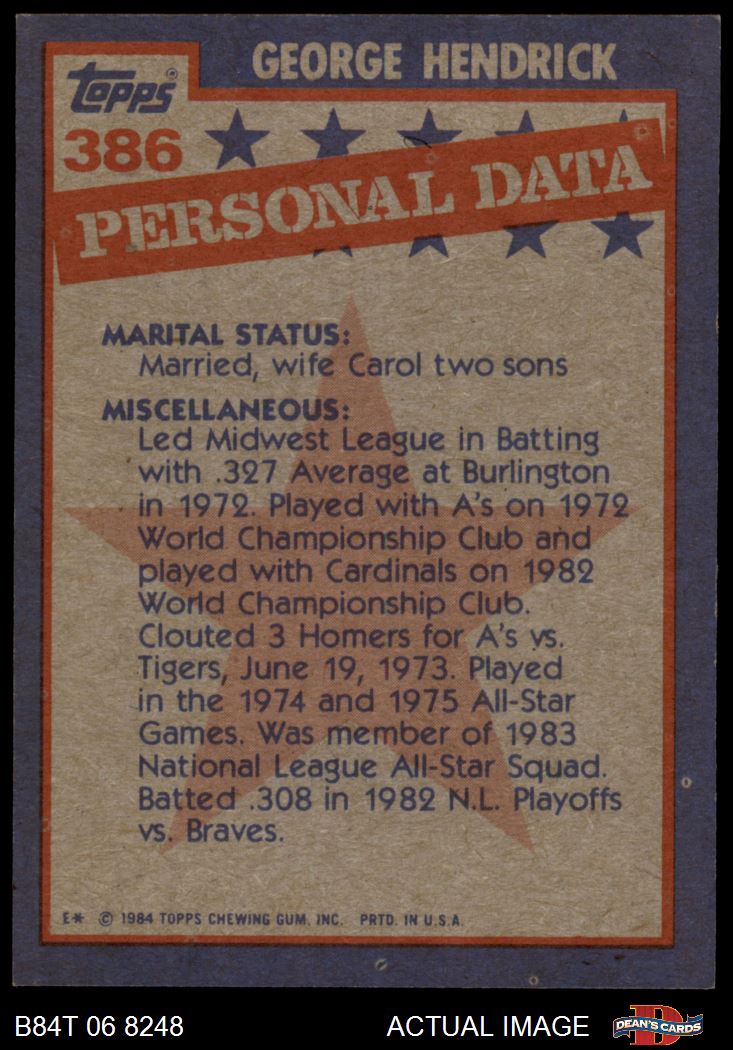 GEORGE HENDRICK
Topps®
386
PERSONAL DATA
MARITAL STATUS:
Married, wife Carol two sons
MISCELLANEOUS:
Led Midwest League in Batting
with .327 Average at Burlington
in 1972. Played with A's on 1972
World Championship Club and
played with Cardinals on 1982
World Championship Club.
Clouted 3 Homers for A's vs.
Tigers, June 19, 1973. Played
in the 1974 and 1975 All-Star
Games. Was member of 1983
National League All-Star Squad.
Batted .308 in 1982 N.L. Playoffs
vs. Braves.
E* © 1984 TOPPS CHEWING GUM, INC. PRTD. IN U.S.A.
B84T 06 8248 ACTUAL IMAGE D DEAN'S CARDS